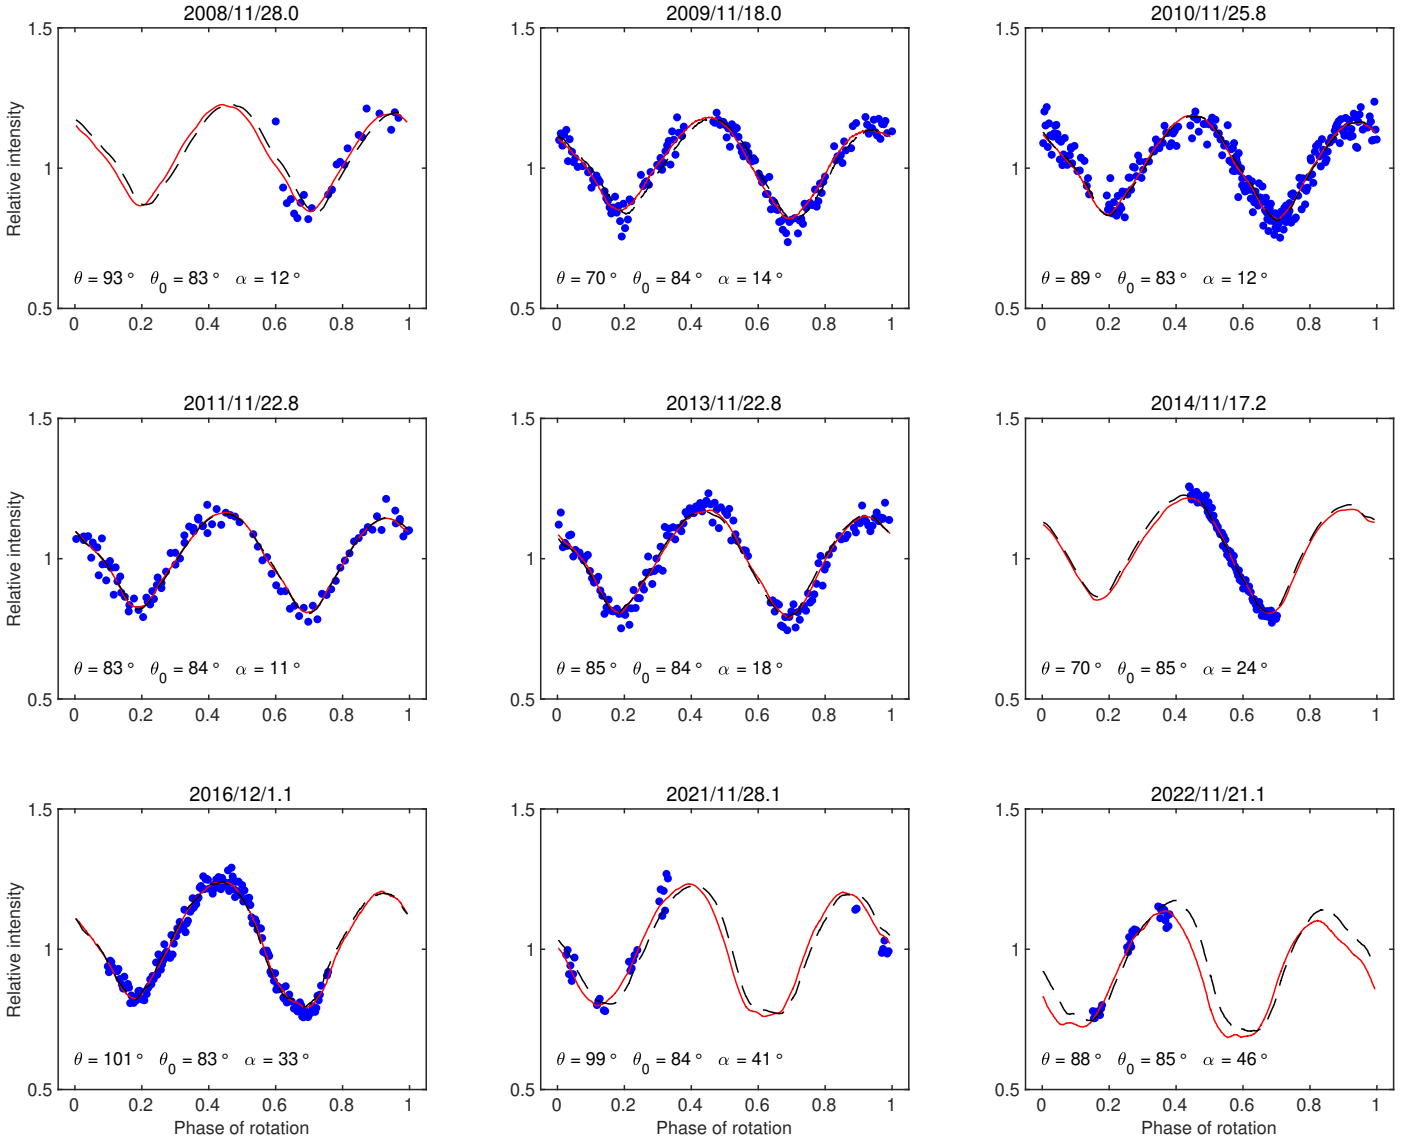 2008/11/28.0
2009/11/18.0
2010/11/25.8
1.5
1
0.5
Relative intensity
θ = 93 ° θ0 = 83 ° α = 12 °
0 0.2 0.4 0.6 0.8 1
1.5
1
0.5
θ = 70 ° θ0 = 84 ° α = 14 °
0 0.2 0.4 0.6 0.8 1
1.5
1
0.5
θ = 89 ° θ0 = 83 ° α = 12 °
0 0.2 0.4 0.6 0.8 1
2011/11/22.8
2013/11/22.8
2014/11/17.2
1.5
1
0.5
Relative intensity
θ = 83 ° θ0 = 84 ° α = 11 °
0 0.2 0.4 0.6 0.8 1
1.5
1
0.5
θ = 85 ° θ0 = 84 ° α = 18 °
0 0.2 0.4 0.6 0.8 1
1.5
1
0.5
θ = 70 ° θ0 = 85 ° α = 24 °
0 0.2 0.4 0.6 0.8 1
2016/12/1.1
2021/11/28.1
2022/11/21.1
1.5
1
0.5
Relative intensity
θ = 101 ° θ0 = 83 ° α = 33 °
0 0.2 0.4 0.6 0.8 1
Phase of rotation
1.5
1
0.5
θ = 99 ° θ0 = 84 ° α = 41 °
0 0.2 0.4 0.6 0.8 1
Phase of rotation
1.5
1
0.5
θ = 88 ° θ0 = 85 ° α = 46 °
0 0.2 0.4 0.6 0.8 1
Phase of rotation